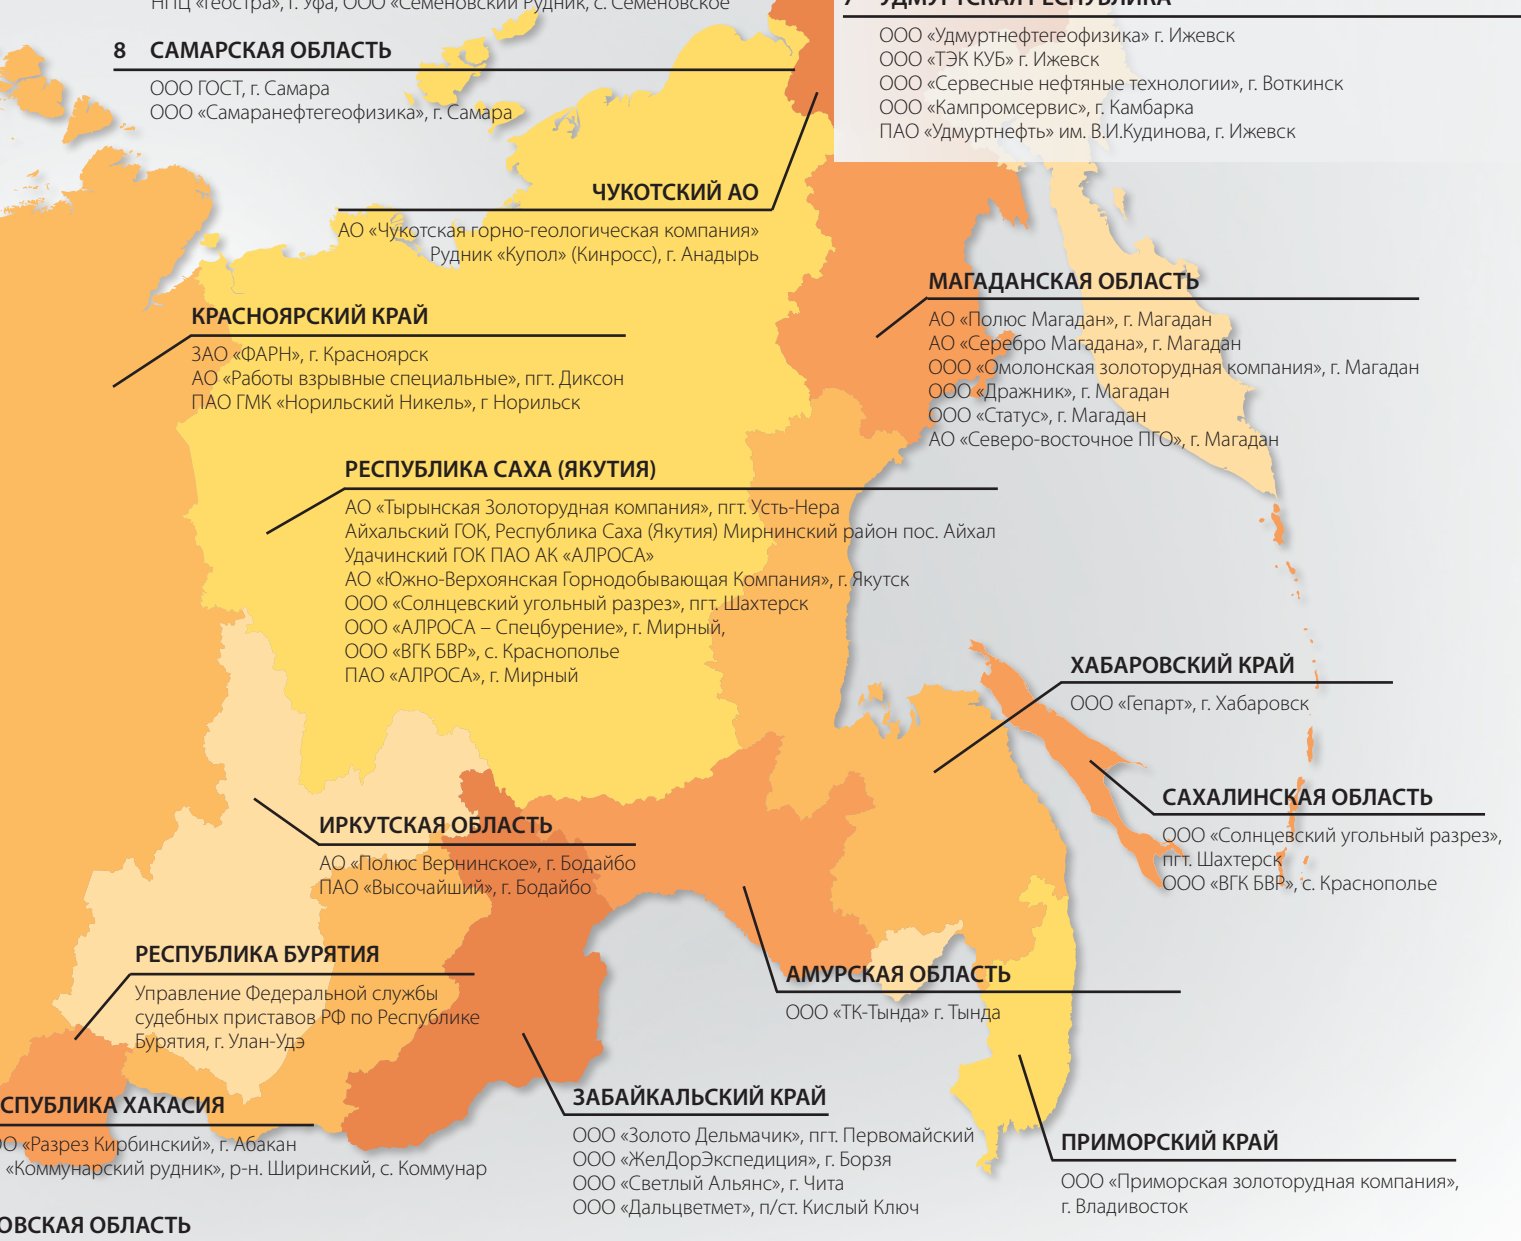 НПЦ «Геостра», г. Уфа, ООО «Семеновский Рудник, с. Семеновское
8 САМАРСКАЯ ОБЛАСТЬ
ООО ГОСТ, г. Самара
ООО «Самаранефтегеофизика», г. Самара
7 УДМУРТСКАЯ РЕСПУБЛИКА
ООО «Удмуртнефтегеофизика» г. Ижевск
ООО «ТЭК КУБ» г. Ижевск
ООО «Сервесные нефтяные технологии», г. Воткинск
ООО «Кампромсервис», г. Камбарка
ПАО «Удмуртнефть» им. В.И.Кудинова, г. Ижевск
ЧУКОТСКИЙ АО
АО «Чукотская горно-геологическая компания»
Рудник «Купол» (Кинросс), г. Анадырь
МАГАДАНСКАЯ ОБЛАСТЬ
АО «Полюс Магадан», г. Магадан
АО «Серебро Магадана», г. Магадан
ООО «Омолонская золоторудная компания», г. Магадан
ООО «Дражник», г. Магадан
ООО «Статус», г. Магадан
АО «Северо-восточное ПГО», г. Магадан
КРАСНОЯРСКИЙ КРАЙ
ЗАО «ФАРН», г. Красноярск
АО «Работы взрывные специальные», пгт. Диксон
ПАО ГМК «Норильский Никель», г Норильск
РЕСПУБЛИКА САХА (ЯКУТИЯ)
АО «Тырынская Золоторудная компания», пгт. Усть-Нера
Айхальский ГОК, Республика Саха (Якутия) Мирнинский район пос. Айхал
Удачинский ГОК ПАО АК «АЛРОСА»
АО «Южно-Верхоянская Горнодобывающая Компания», г. Якутск
ООО «Солнцевский угольный разрез», пгт. Шахтерск
ООО «АЛРОСА – Спецбурение», г. Мирный,
ООО «ВГК БВР», с. Краснополье
ПАО «АЛРОСА», г. Мирный
ХАБАРОВСКИЙ КРАЙ
ООО «Гепарт», г. Хабаровск
САХАЛИНСКАЯ ОБЛАСТЬ
ООО «Солнцевский угольный разрез»,
пгт. Шахтерск
ООО «ВГК БВР», с. Краснополье
ИРКУТСКАЯ ОБЛАСТЬ
АО «Полюс Вернинское», г. Бодайбо
ПАО «Высочайший», г. Бодайбо
РЕСПУБЛИКА БУРЯТИЯ
Управление Федеральной службы
судебных приставов РФ по Республике
Бурятия, г. Улан-Удэ
АМУРСКАЯ ОБЛАСТЬ
ООО «ТК-Тында» г. Тында
СПУБЛИКА ХАКАСИЯ
ОО «Разрез Кирбинский», г. Абакан
«Коммунарский рудник», р-н. Ширинский, с. Коммунар
ЗАБАЙКАЛЬСКИЙ КРАЙ
ООО «Золото Дельмачик», пгт. Первомайский
ООО «ЖелДорЭкспедиция», г. Борзя
ООО «Светлый Альянс», г. Чита
ООО «Дальцветмет», п/ст. Кислый Ключ
ПРИМОРСКИЙ КРАЙ
ООО «Приморская золоторудная компания»,
г. Владивосток
ОВСКАЯ ОБЛАСТЬ